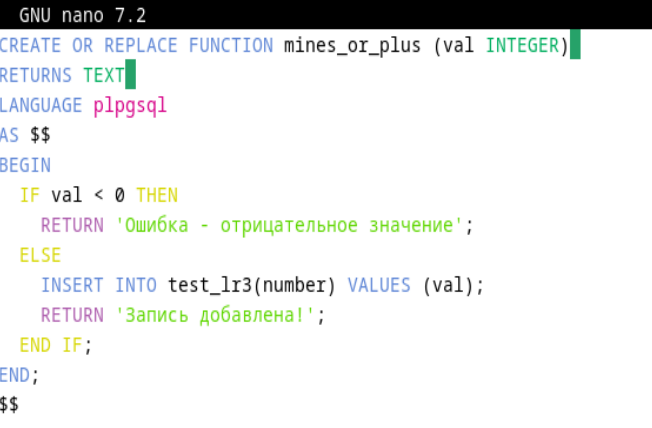 GNU nano 7.2
CREATE OR REPLACE FUNCTION mines_or_plus (val INTEGER)
RETURNS TEXT
LANGUAGE plpgsql
AS $$
BEGIN
  IF val < 0 THEN
    RETURN 'Ошибка - отрицательное значение';
  ELSE
    INSERT INTO test_lr3(number) VALUES (val);
    RETURN 'Запись добавлена!';
  END IF;
END;
$$